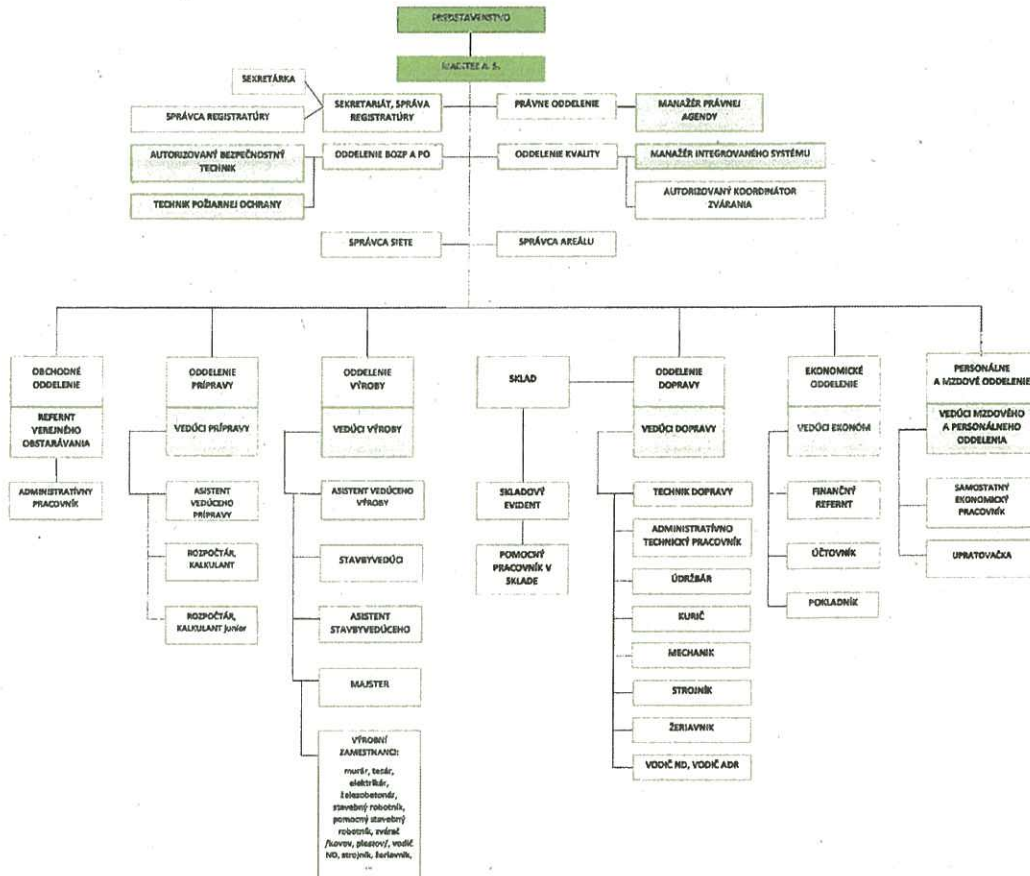 PREDSTAVENSTVO
RIADITEĽ A. S.
SEKRETÁRKA
SPRÁVCA REGISTRATÚRY
SEKRETARIÁT, SPRÁVA
REGISTRATÚRY
PRÁVNE ODDELENIE
MANAŽÉR PRÁVNEJ
AGENDY
AUTORIZOVANÝ BEZPEČNOSTNÝ
TECHNIK
ODDELENIE BOZP A PO
ODDELENIE KVALITY
MANAŽÉR INTEGROVANÉHO SYSTÉMU
TECHNIK POŽIARNEJ OCHRANY
AUTORIZOVANÝ KOORDINÁTOR
ZVÁRANIA
SPRÁVCA SIETE
SPRÁVCA AREÁLU
OBCHODNÉ
ODDELENIE
REFERNT
VEREJNÉHO
OBSTARÁVANIA
ADMINISTRATÍVNY
PRACOVNÍK
ODDELENIE
PRÍPRAVY
VEDÚCI PRÍPRAVY
ASISTENT
VEDÚCEHO
PRÍPRAVY
ROZPOČTÁR,
KALKULANT
ROZPOČTÁR,
KALKULANT junior
ODDELENIE
VÝROBY
VEDÚCI VÝROBY
ASISTENT VEDÚCEHO
VÝROBY
STAVBYVEDÚCI
ASISTENT
STAVBYVEDÚCEHO
MAJSTER
VÝROBNÍ
ZAMESTNANCI:
murár, tesár,
elektrikár,
železobetonár,
stavebný robotník,
pomocný stavebný
robotník, zvárač
/kovov, plastov/, vodič
ND, strojník, žeriavnik,
...
SKLAD
SKLADOVÝ
EVIDENT
POMOCNÝ
PRACOVNÍK V
SKLADE
ODDELENIE
DOPRAVY
VEDÚCI DOPRAVY
TECHNIK DOPRAVY
ADMINISTRATÍVNO
TECHNICKÝ PRACOVNÍK
ÚDRŽBÁR
KURIČ
MECHANIK
STROJNÍK
ŽERIAVNIK
VODIČ ND, VODIČ ADR
EKONOMICKÉ
ODDELENIE
VEDÚCI EKONÓM
FINANČNÝ
REFERNT
ÚČTOVNÍK
POKLADNÍK
PERSONÁLNE
A MZDOVÉ ODDELENIE
VEDÚCI MZDOVÉHO
A PERSONÁLNEHO
ODDELENIA
SAMOSTATNÝ
EKONOMICKÝ
PRACOVNÍK
UPRATOVAČKA